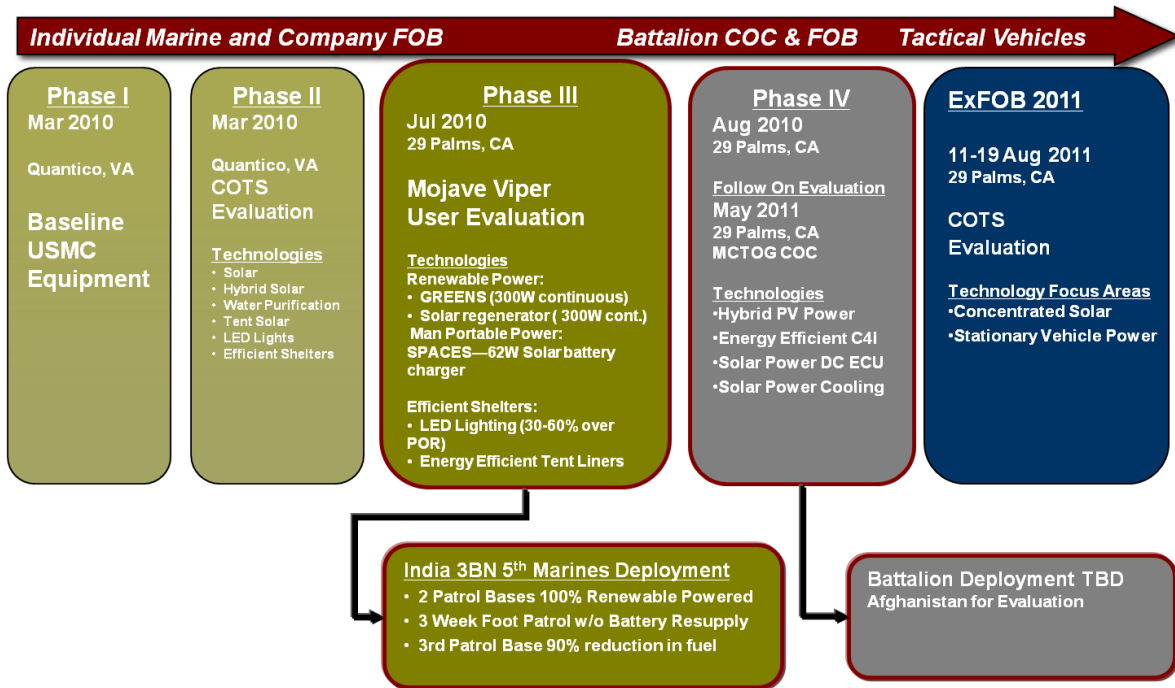 Individual Marine and Company FOB
Battalion COC & FOB
Tactical Vehicles
Phase I
Mar 2010
Quantico, VA
Baseline
USMC
Equipment
Phase II
Mar 2010
Quantico, VA
COTS
Evaluation
Technologies
• Solar
• Hybrid Solar
• Water Purification
• Tent Solar
• LED Lights
• Efficient Shelters
Phase III
Jul 2010
29 Palms, CA
Mojave Viper
User Evaluation
Technologies
Renewable Power:
• GREENS (300W continuous)
• Solar regenerator ( 300W cont.)
Man Portable Power:
SPACES—62W Solar battery
charger
Efficient Shelters:
• LED Lighting (30-60% over
POR)
• Energy Efficient Tent Liners
Phase IV
Aug 2010
29 Palms, CA
Follow On Evaluation
May 2011
29 Palms, CA
MCTOG COC
Technologies
•Hybrid PV Power
•Energy Efficient C4I
•Solar Power DC ECU
•Solar Power Cooling
ExFOB 2011
11-19 Aug 2011
29 Palms, CA
COTS
Evaluation
Technology Focus Areas
•Concentrated Solar
•Stationary Vehicle Power
India 3BN 5th Marines Deployment
• 2 Patrol Bases 100% Renewable Powered
• 3 Week Foot Patrol w/o Battery Resupply
• 3rd Patrol Base 90% reduction in fuel
Battalion Deployment TBD
Afghanistan for Evaluation